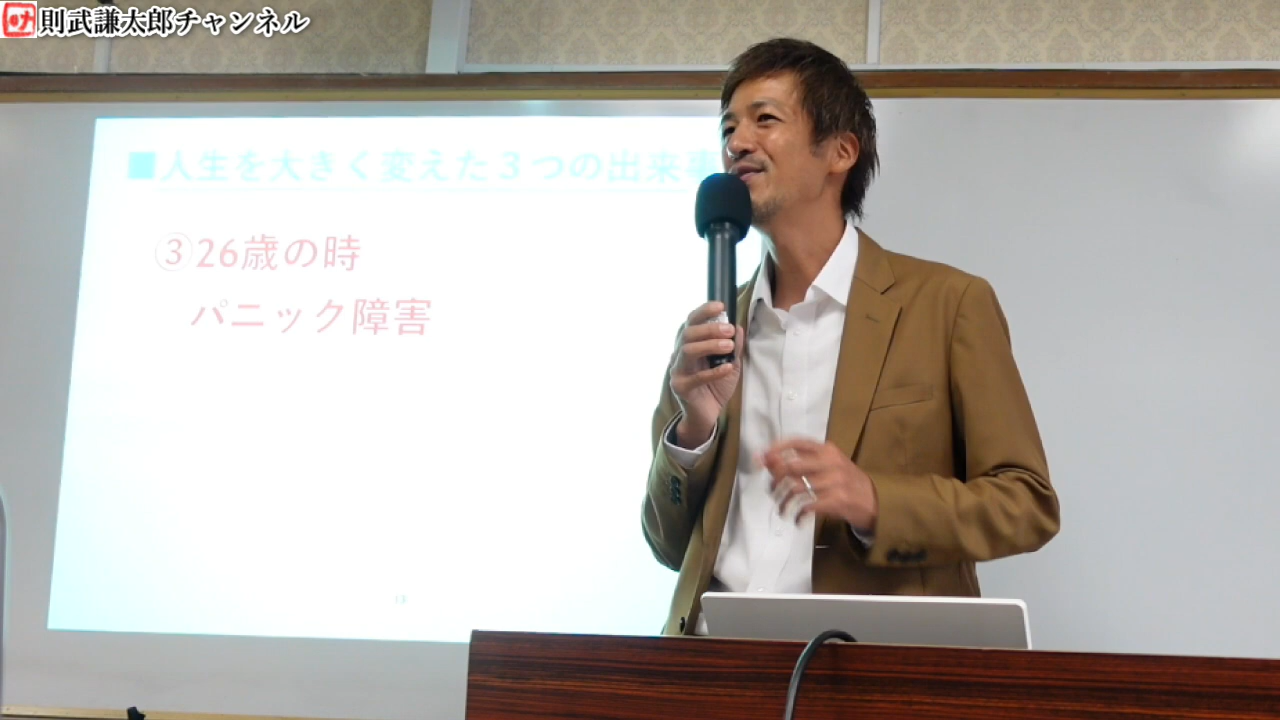 則武謙太郎チャンネル
■人生を大きく変えた３つの出来事
③26歳の時
パニック障害
13